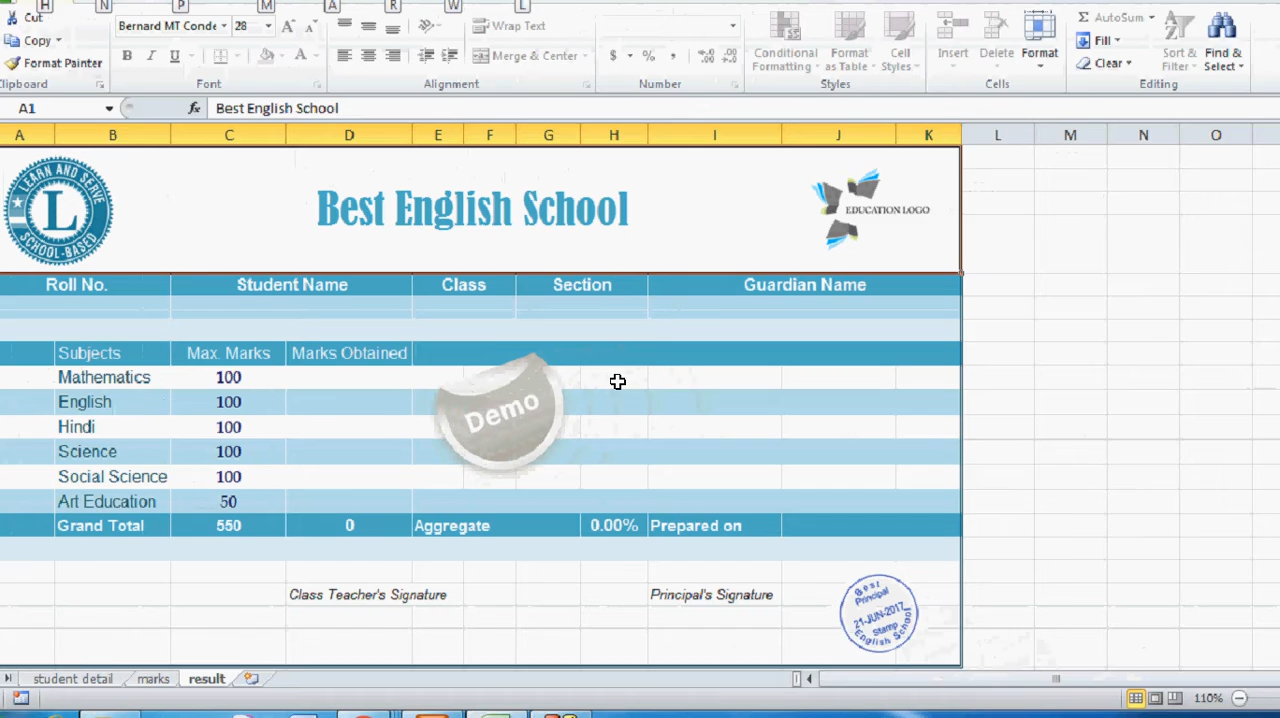 H N P M A R W L
Cut
Bernard MT Conde 28
Wrap Text
AutoSum
Copy
Format Painter
B I U
Merge & Center
$ % ,
Conditional Formatting
Format as Table
Cell Styles
Insert Delete Format
Fill
Clear
Sort & Filter
Find & Select
Clipboard Font Alignment Number Styles Cells Editing
A1 fx Best English School
A B C D E F G H I J K L M N O
LEARN AND SERVE
L
SCHOOL-BASED
Best English School
EDUCATION LOGO
Roll No. Student Name Class Section Guardian Name
Subjects Max. Marks Marks Obtained
Mathematics 100
English 100
Hindi 100
Science 100
Social Science 100
Art Education 50
Demo
Grand Total 550 0 Aggregate 0.00% Prepared on
Class Teacher's Signature Principal's Signature
Best
Principal
21-JUN-2017
Stamp
English School
student detail marks result
110%